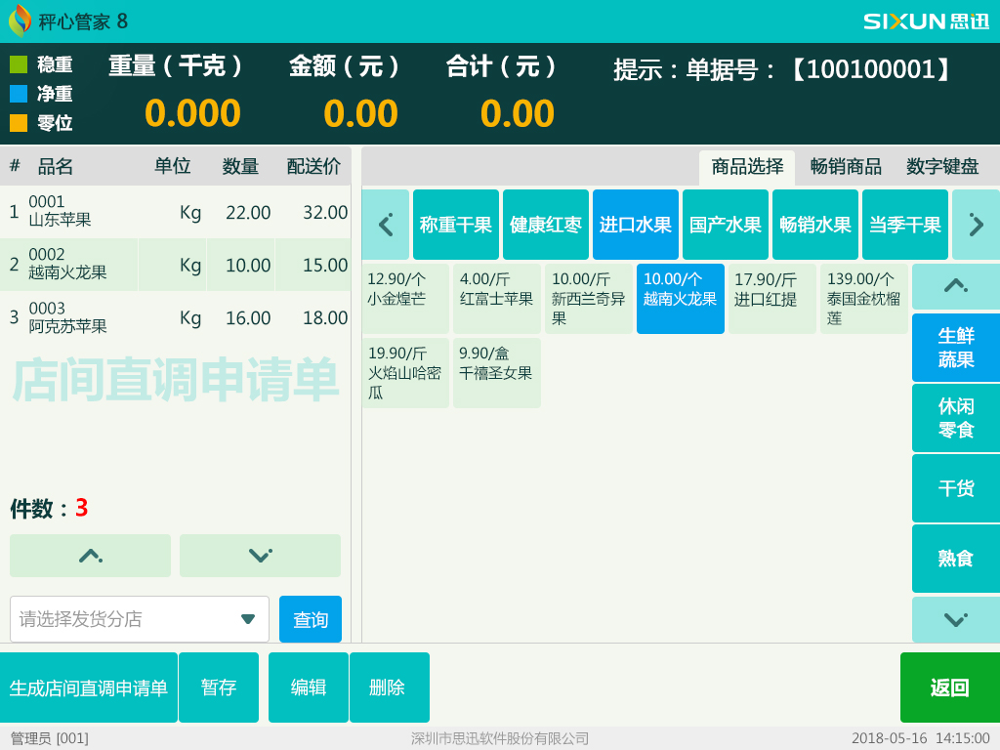 秤心管家 8
SIXUN思迅
稳重
净重
零位
重量（千克）
0.000
金额（元）
0.00
合计（元）
0.00
提示：单据号：【100100001】
# 品名 单位 数量 配送价
1 0001 山东苹果 Kg 22.00 32.00
2 0002 越南火龙果 Kg 10.00 15.00
3 0003 阿克苏苹果 Kg 16.00 18.00
店间直调申请单
件数：3
请选择发货分店
查询
商品选择 畅销商品 数字键盘
称重干果 健康红枣 进口水果 国产水果 畅销水果 当季干果
12.90/个
小金煌芒
4.00/斤
红富士苹果
10.00/斤
新西兰奇异
果
10.00/个
越南火龙果
17.90/斤
进口红提
139.00/个
泰国金枕榴
莲
19.90/斤
火焰山哈密
瓜
9.90/盒
千禧圣女果
生鲜
蔬果
休闲
零食
干货
熟食
生成店间直调申请单 暂存 编辑 删除 返回
管理员 [001]
深圳市思迅软件股份有限公司
2018-05-16 14:15:00